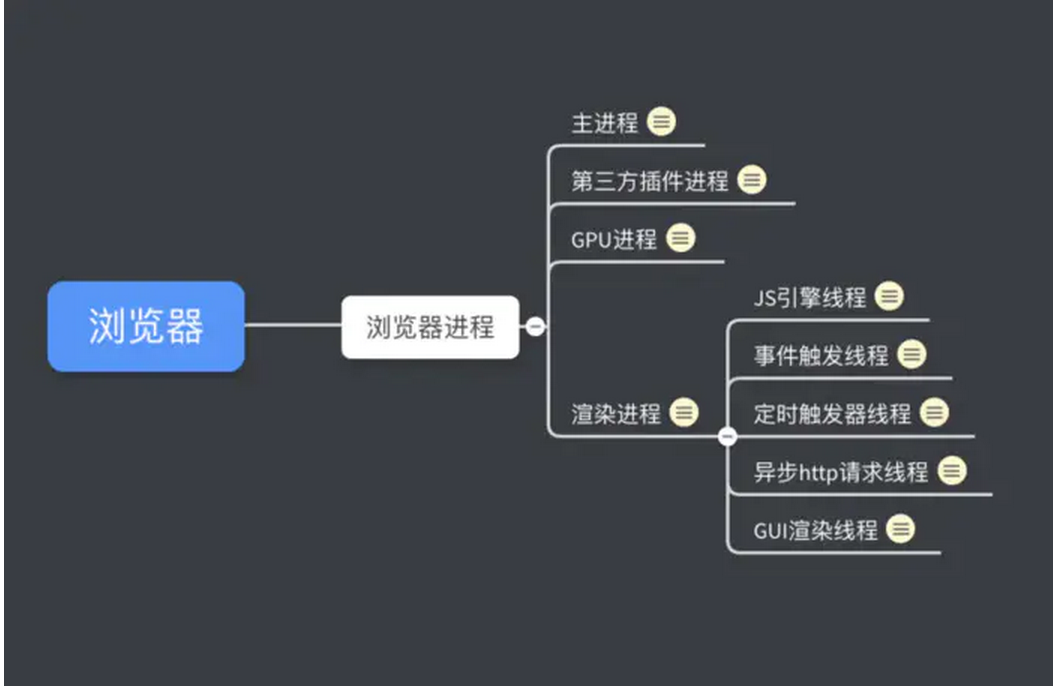 浏览器
浏览器进程
主进程
第三方插件进程
GPU进程
渲染进程
JS引擎线程
事件触发线程
定时触发器线程
异步http请求线程
GUI渲染线程